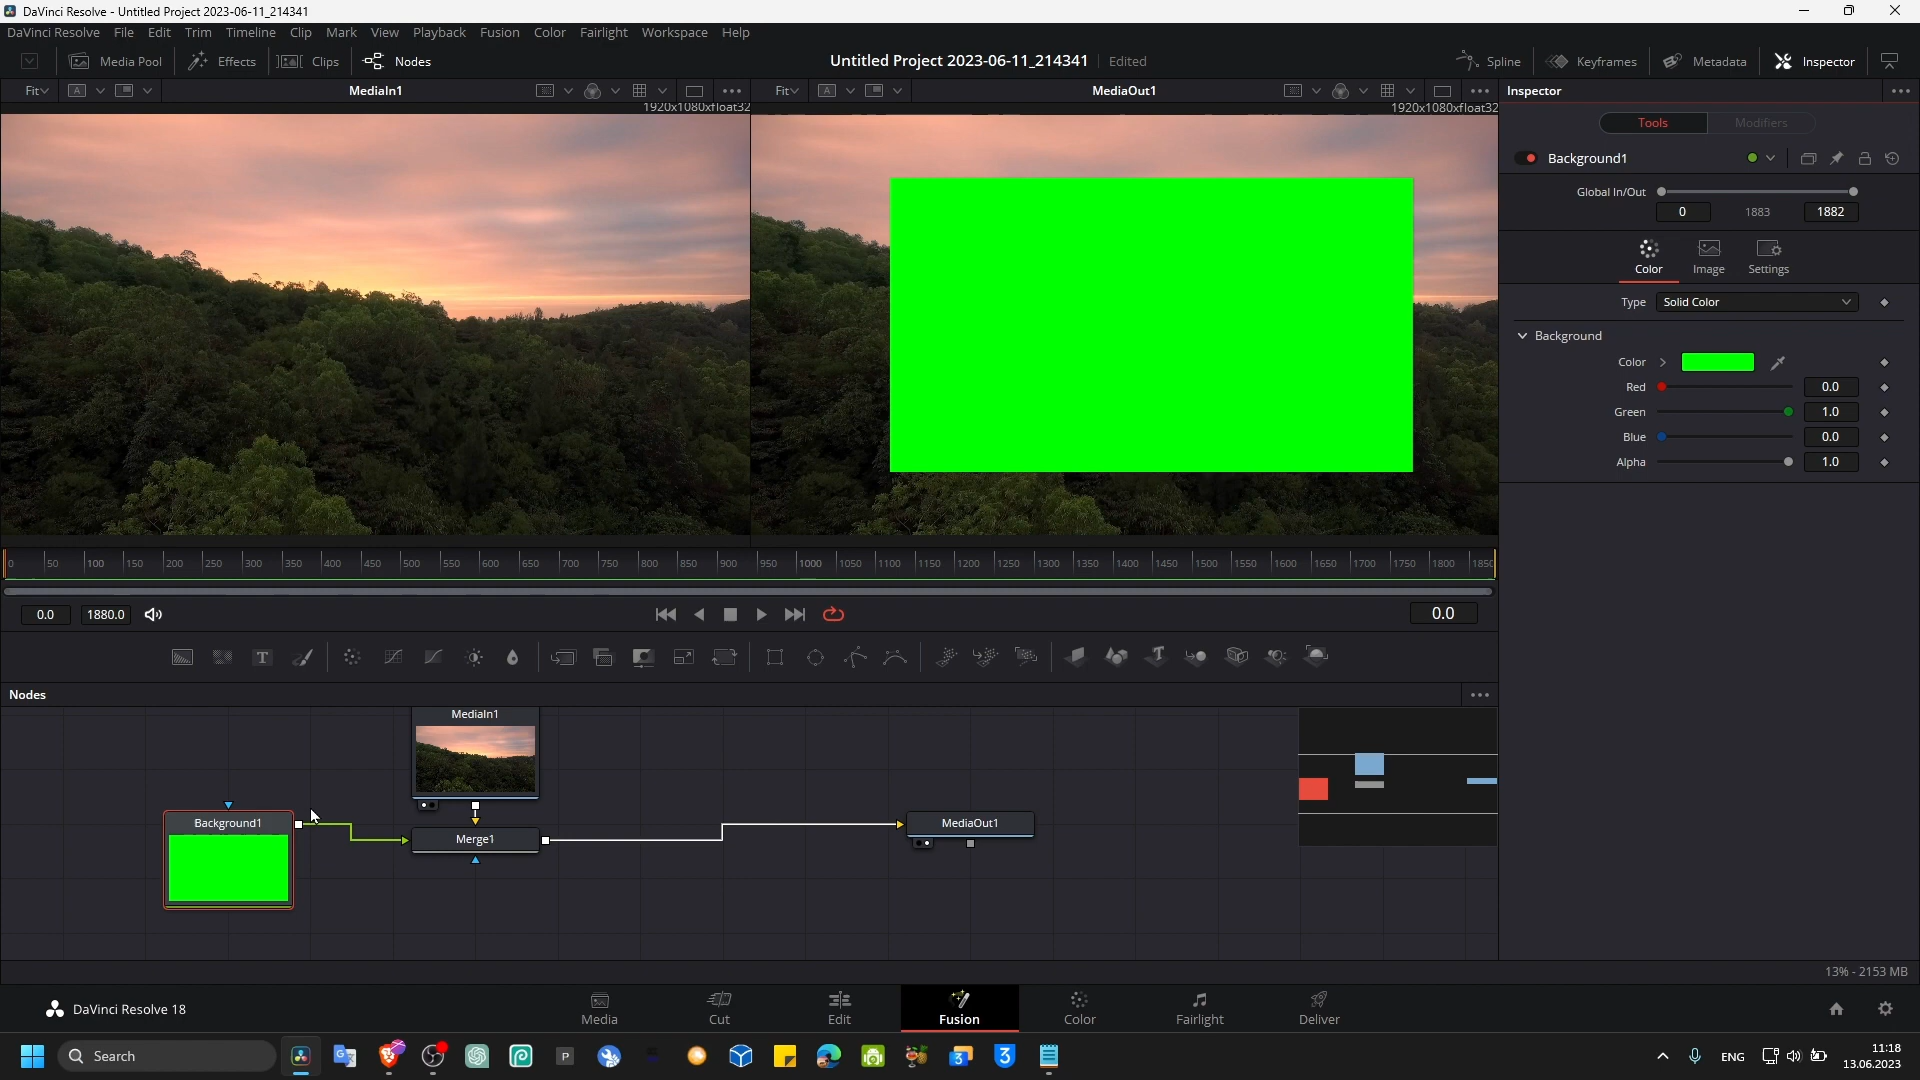 DaVinci Resolve - Untitled Project 2023-06-11_214341
DaVinci Resolve File Edit Trim Timeline Clip Mark View Playback Fusion Color Fairlight Workspace Help
Media Pool Effects Clips Nodes Untitled Project 2023-06-11_214341 Edited Spline Keyframes Metadata Inspector
Fit A MediaIn1 Fit A MediaOut1 Inspector
1920x1080xfloat32 1920x1080xfloat32
Tools Modifiers
Background1
Global In/Out
0 1883 1882
Color Image Settings
Type Solid Color
Background
Color
Red 0.0
Green 1.0
Blue 0.0
Alpha 1.0
0 50 100 150 200 250 300 350 400 450 500 550 600 650 700 750 800 850 900 950 1000 1050 1100 1150 1200 1250 1300 1350 1400 1450 1500 1550 1600 1650 1700 1750 1800 1850
0.0 1880.0 0.0
T T
Nodes
MediaIn1
Background1
Merge1
MediaOut1
13% - 2153 MB
DaVinci Resolve 18 Media Cut Edit Fusion Color Fairlight Deliver
Search P 3 3 ENG 11:18
13.06.2023